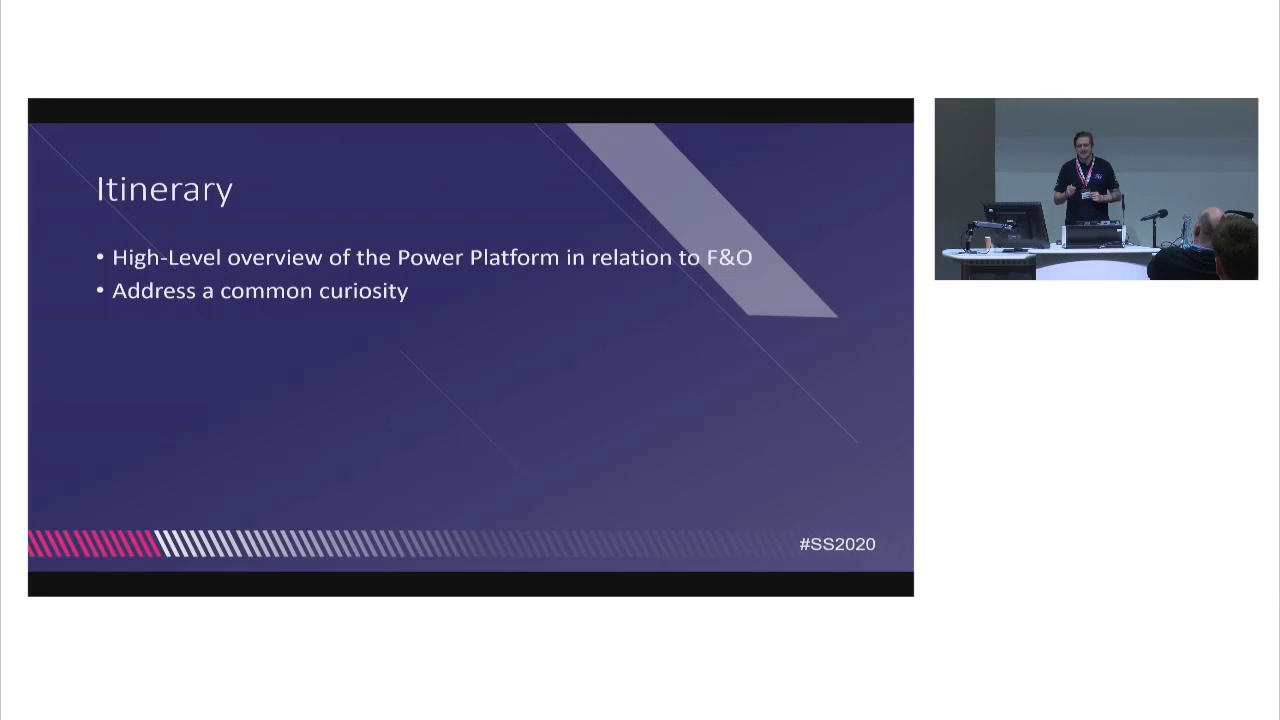 Itinerary
• High-Level overview of the Power Platform in relation to F&O
• Address a common curiosity
#SS2020